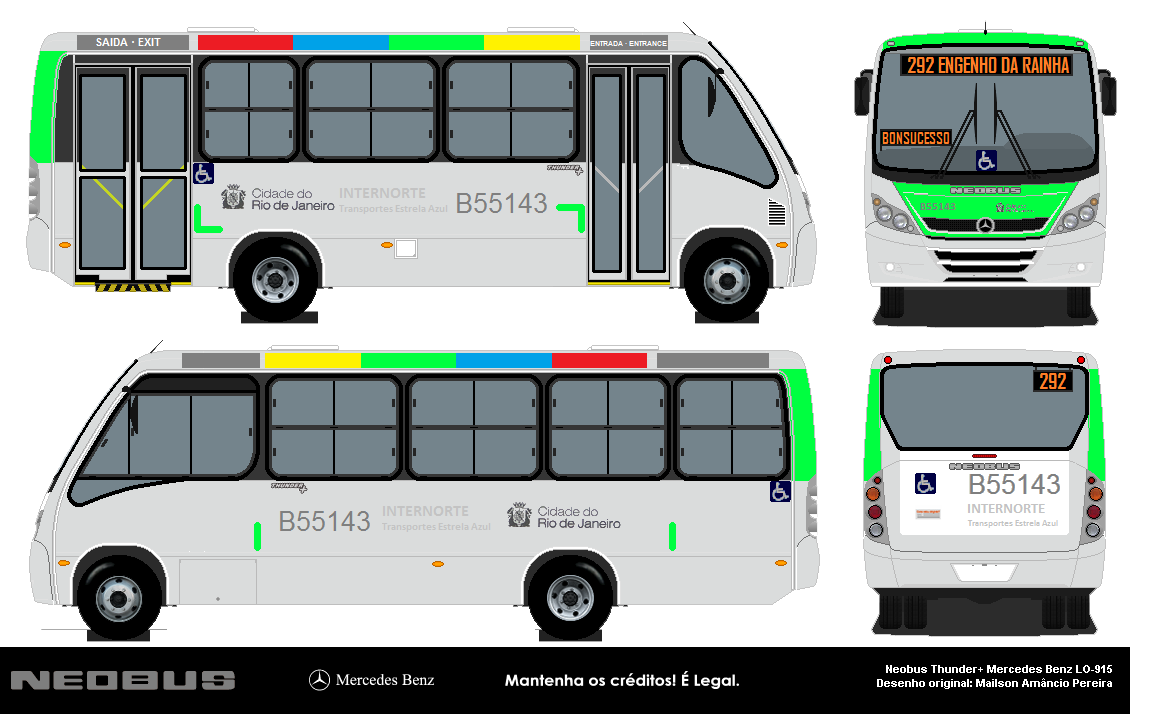 SAIDA · EXIT
ENTRADA · ENTRANCE
THUNDER+
Cidade do
Rio de Janeiro
INTERNORTE
Transportes Estrela Azul
B55143
292 ENGENHO DA RAINHA
BONSUCESSO
NEOBUS
B55143
THUNDER+
B55143
INTERNORTE
Transportes Estrela Azul
Cidade do
Rio de Janeiro
292
NEOBUS
B55143
INTERNORTE
Transportes Estrela Azul
NEOBUS
Mercedes Benz
Mantenha os créditos! É Legal.
Neobus Thunder+ Mercedes Benz LO-915
Desenho original: Mailson Amâncio Pereira